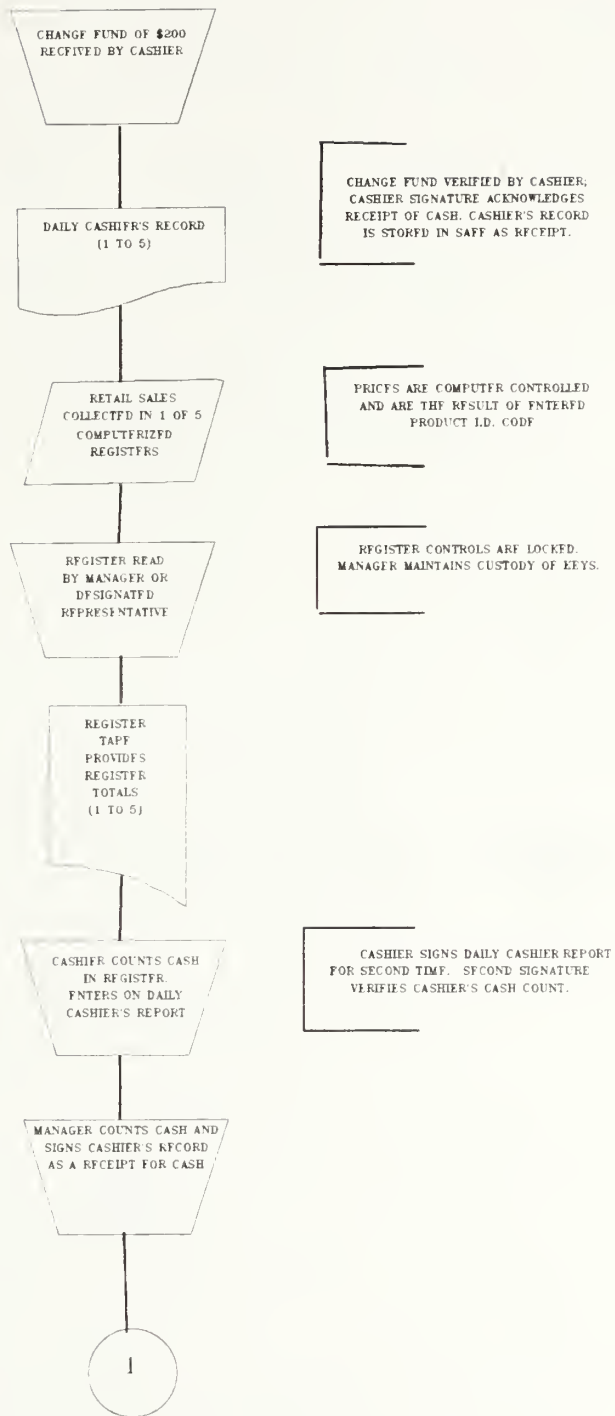 CHANGE FUND OF $200
RECEIVED BY CASHIER
CHANGE FUND VERIFIED BY CASHIER;
CASHIER SIGNATURE ACKNOWLEDGES
RECEIPT OF CASH. CASHIER'S RECORD
IS STORED IN SAFE AS RECEIPT.
DAILY CASHIER'S RECORD
(1 TO 5)
RETAIL SALES
COLLECTED IN 1 OF 5
COMPUTERIZED
REGISTERS
PRICES ARE COMPUTER CONTROLLED
AND ARE THE RESULT OF ENTERED
PRODUCT I.D. CODE
REGISTER READ
BY MANAGER OR
DESIGNATED
REPRESENTATIVE
REGISTER CONTROLS ARE LOCKED.
MANAGER MAINTAINS CUSTODY OF KEYS.
REGISTER
TAPE
PROVIDES
REGISTER
TOTALS
(1 TO 5)
CASHIER COUNTS CASH
IN REGISTER.
ENTERS ON DAILY
CASHIER'S REPORT
CASHIER SIGNS DAILY CASHIER REPORT
FOR SECOND TIME. SECOND SIGNATURE
VERIFIES CASHIER'S CASH COUNT.
MANAGER COUNTS CASH AND
SIGNS CASHIER'S RECORD
AS A RECEIPT FOR CASH
1